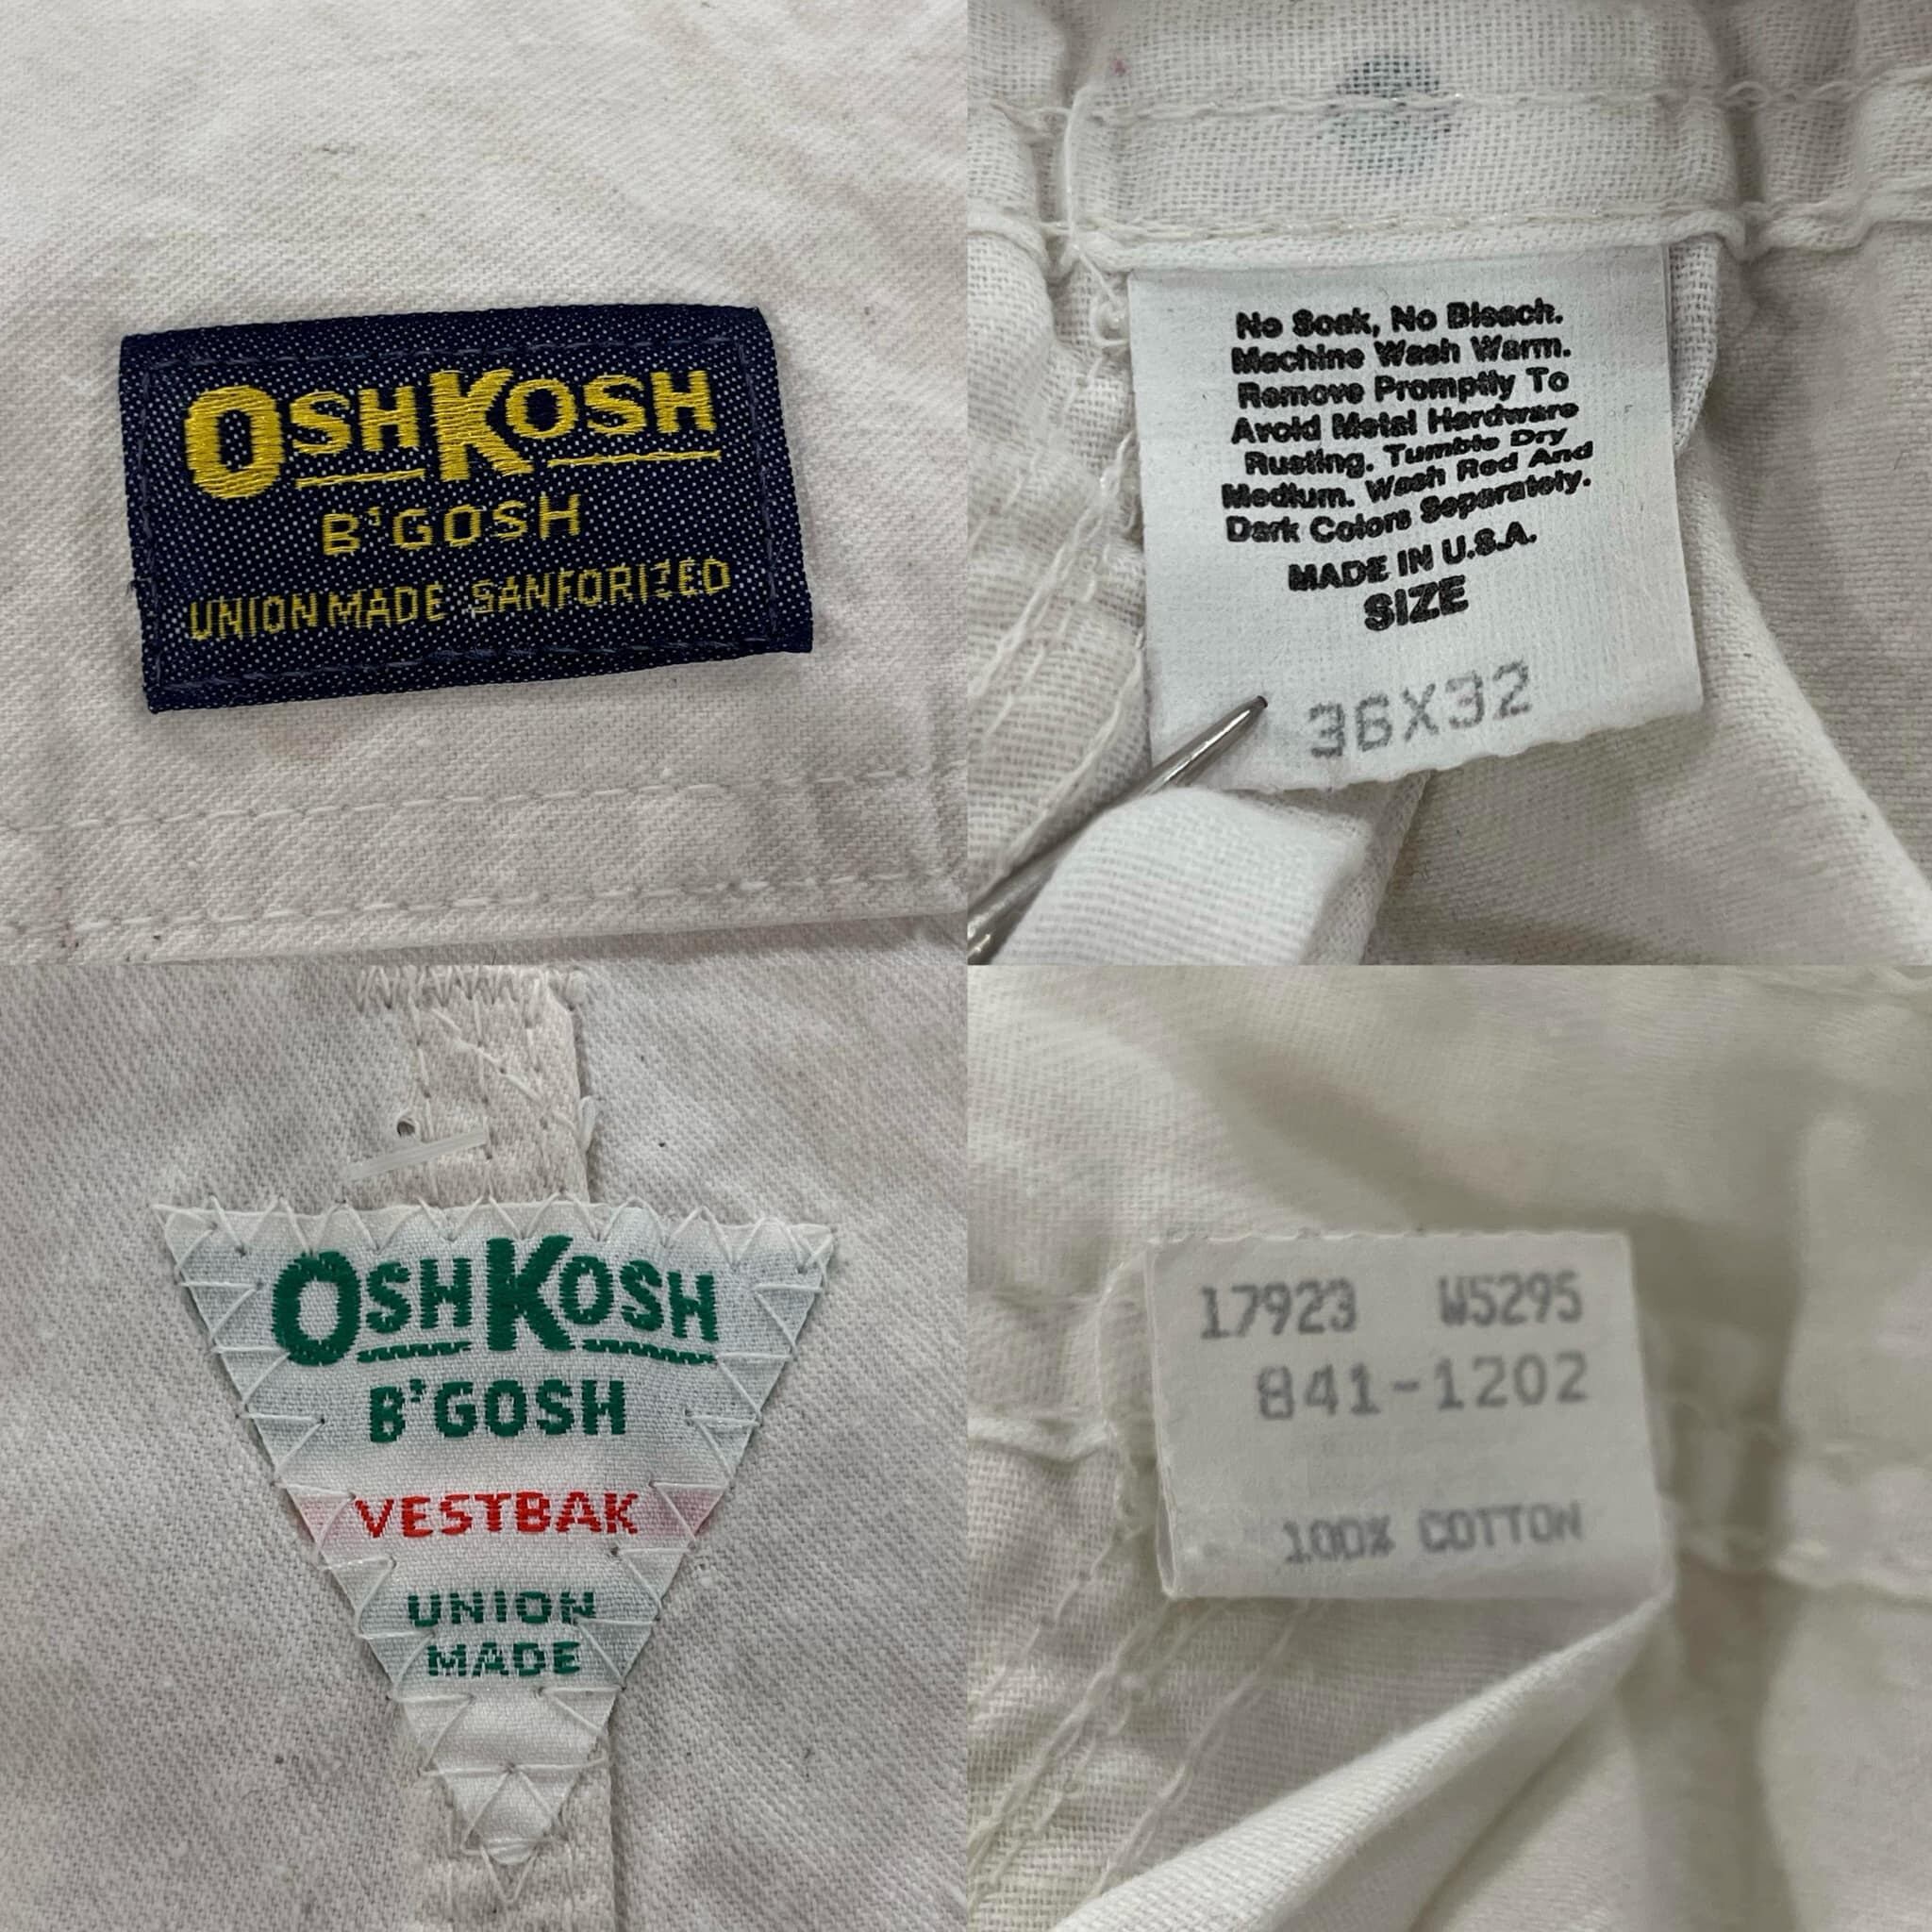 OSHKOSH
B'GOSH
UNION MADE SANFORIZED
No Soak, No Bleach.
Machine Wash Warm.
Remove Promptly To
Avoid Metal Hardware
Rusting. Tumble Dry
Medium. Wash Red And
Dark Colors Separately.
MADE IN U.S.A.
SIZE
36X32
OSHKOSH
B'GOSH
VESTBAK
UNION
MADE
17923 W5295
841-1202
100% COTTON